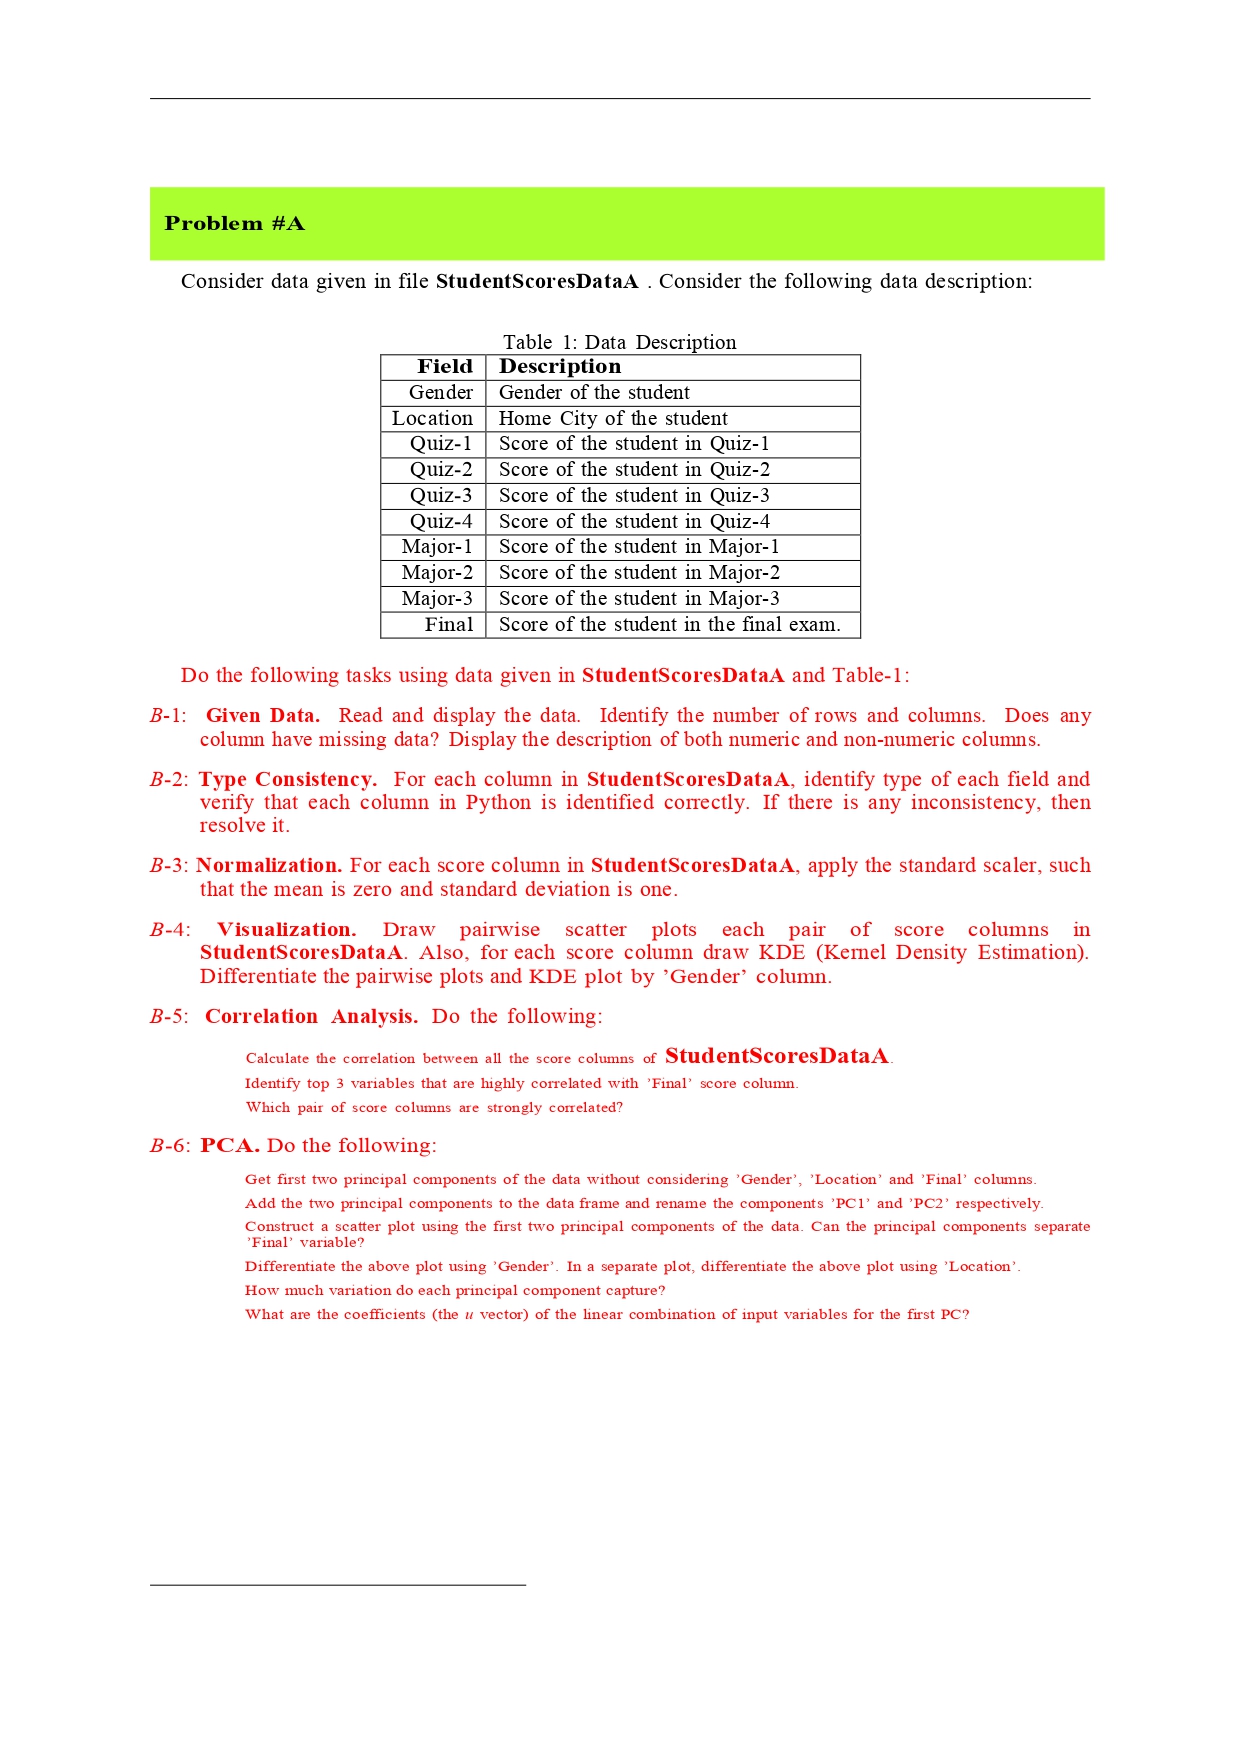 Problem #A
Consider data given in file StudentScoresDataA . Consider the following data description:
Table 1: Data Description
Field Description
Gender Gender of the student
Location Home City of the student
Quiz-1 Score of the student in Quiz-1
Quiz-2 Score of the student in Quiz-2
Quiz-3 Score of the student in Quiz-3
Quiz-4 Score of the student in Quiz-4
Major-1 Score of the student in Major-1
Major-2 Score of the student in Major-2
Major-3 Score of the student in Major-3
Final Score of the student in the final exam.
Do the following tasks using data given in StudentScoresDataA and Table-1:
B-1: Given Data. Read and display the data. Identify the number of rows and columns. Does any
column have missing data? Display the description of both numeric and non-numeric columns.
B-2: Type Consistency. For each column in StudentScoresDataA, identify type of each field and
verify that each column in Python is identified correctly. If there is any inconsistency, then
resolve it.
B-3: Normalization. For each score column in StudentScoresDataA, apply the standard scaler, such
that the mean is zero and standard deviation is one.
B-4: Visualization. Draw pairwise scatter plots each pair of score columns in
StudentScoresDataA. Also, for each score column draw KDE (Kernel Density Estimation).
Differentiate the pairwise plots and KDE plot by ’Gender’ column.
B-5: Correlation Analysis. Do the following:
Calculate the correlation between all the score columns of StudentScoresDataA.
Identify top 3 variables that are highly correlated with ’Final’ score column.
Which pair of score columns are strongly correlated?
B-6: PCA. Do the following:
Get first two principal components of the data without considering ’Gender’, ’Location’ and ’Final’ columns.
Add the two principal components to the data frame and rename the components ’PC1’ and ’PC2’ respectively.
Construct a scatter plot using the first two principal components of the data. Can the principal components separate
’Final’ variable?
Differentiate the above plot using ’Gender’. In a separate plot, differentiate the above plot using ’Location’.
How much variation do each principal component capture?
What are the coefficients (the u vector) of the linear combination of input variables for the first PC?